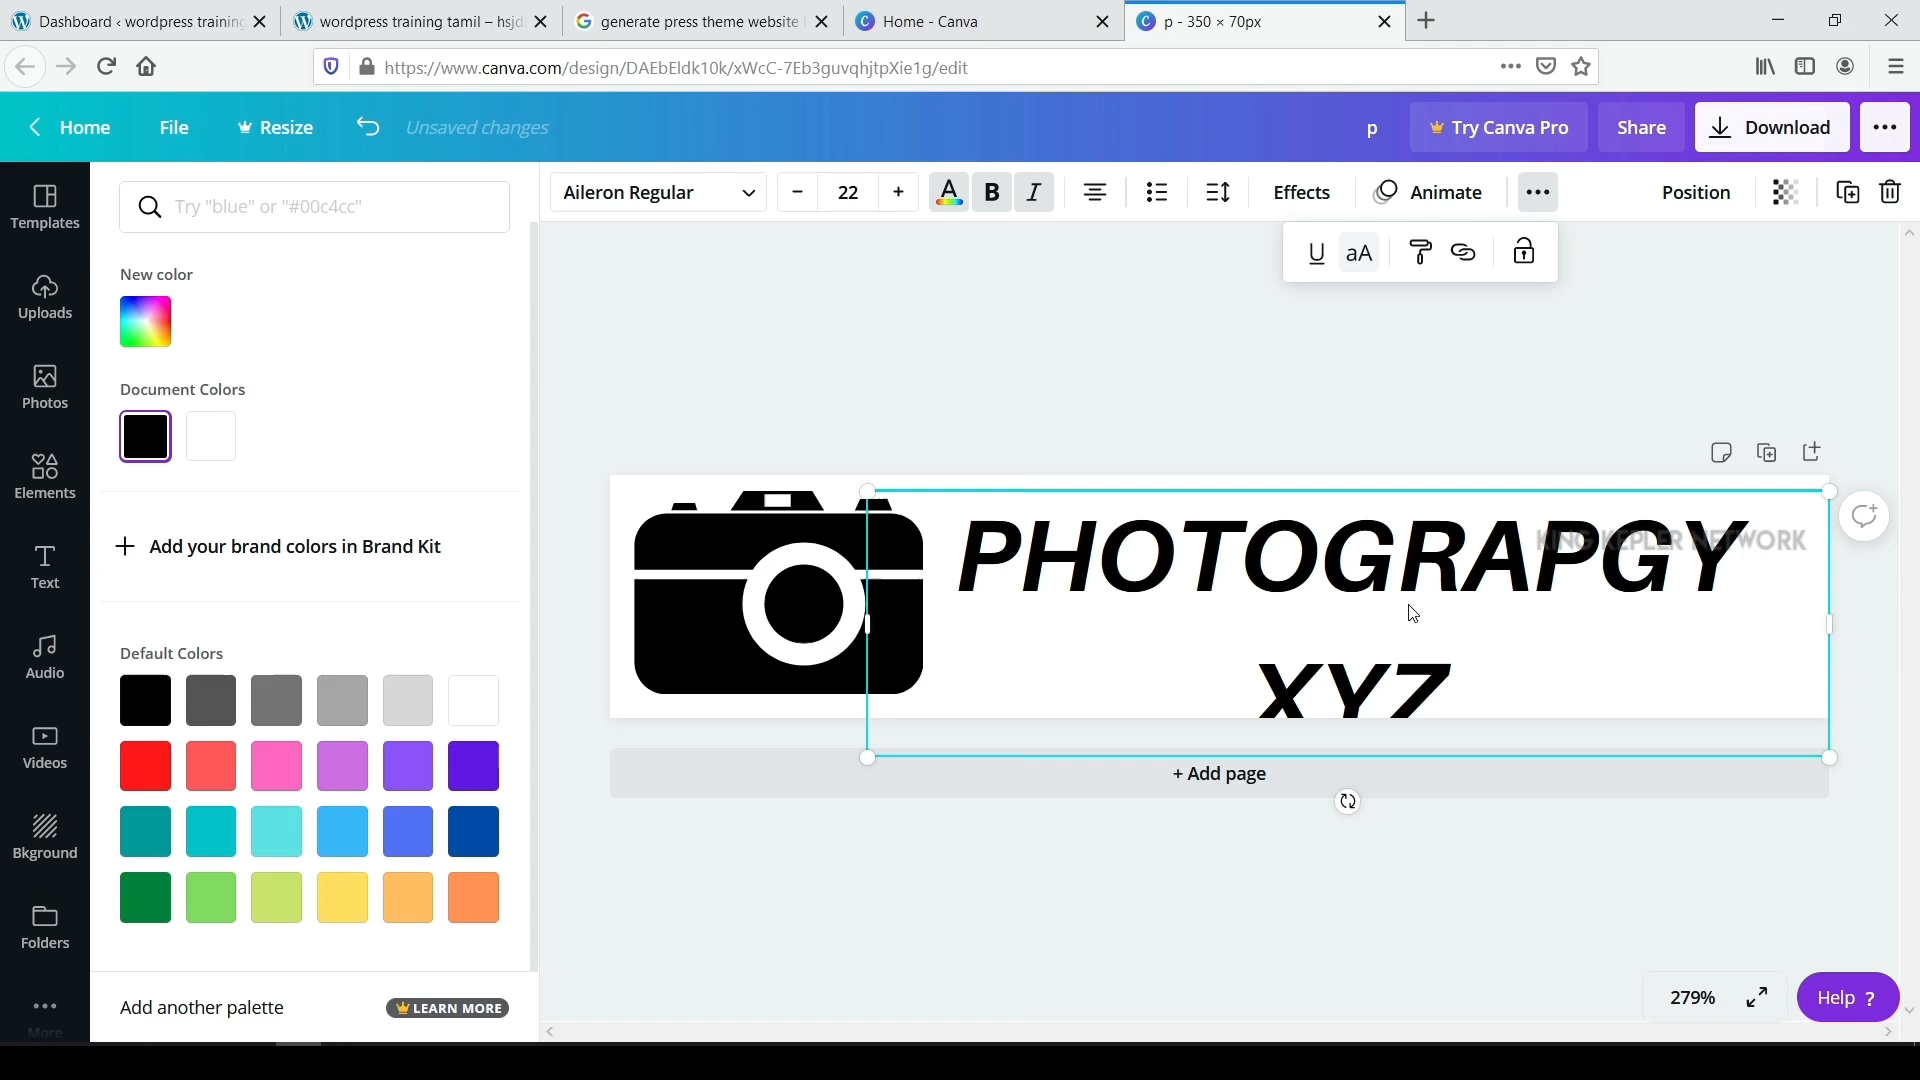 Dashboard ‹ wordpress training
wordpress training tamil – hsjd
generate press theme website l
Home - Canva
p - 350 × 70px
https://www.canva.com/design/DAEbEldk10k/xWcC-7Eb3guvqhjtpXie1g/edit
Home
File
Resize
Unsaved changes
p
Try Canva Pro
Share
Download
Templates
Uploads
Photos
Elements
Text
Audio
Videos
Bkground
Folders
More
Try "blue" or "#00c4cc"
New color
Document Colors
+ Add your brand colors in Brand Kit
Default Colors
Add another palette
LEARN MORE
Aileron Regular
- 22 +
A B I
Effects
Animate
Position
U aA
PHOTOGRAPGY
XYZ
KING KEPLER NETWORK
+ Add page
279%
Help ?